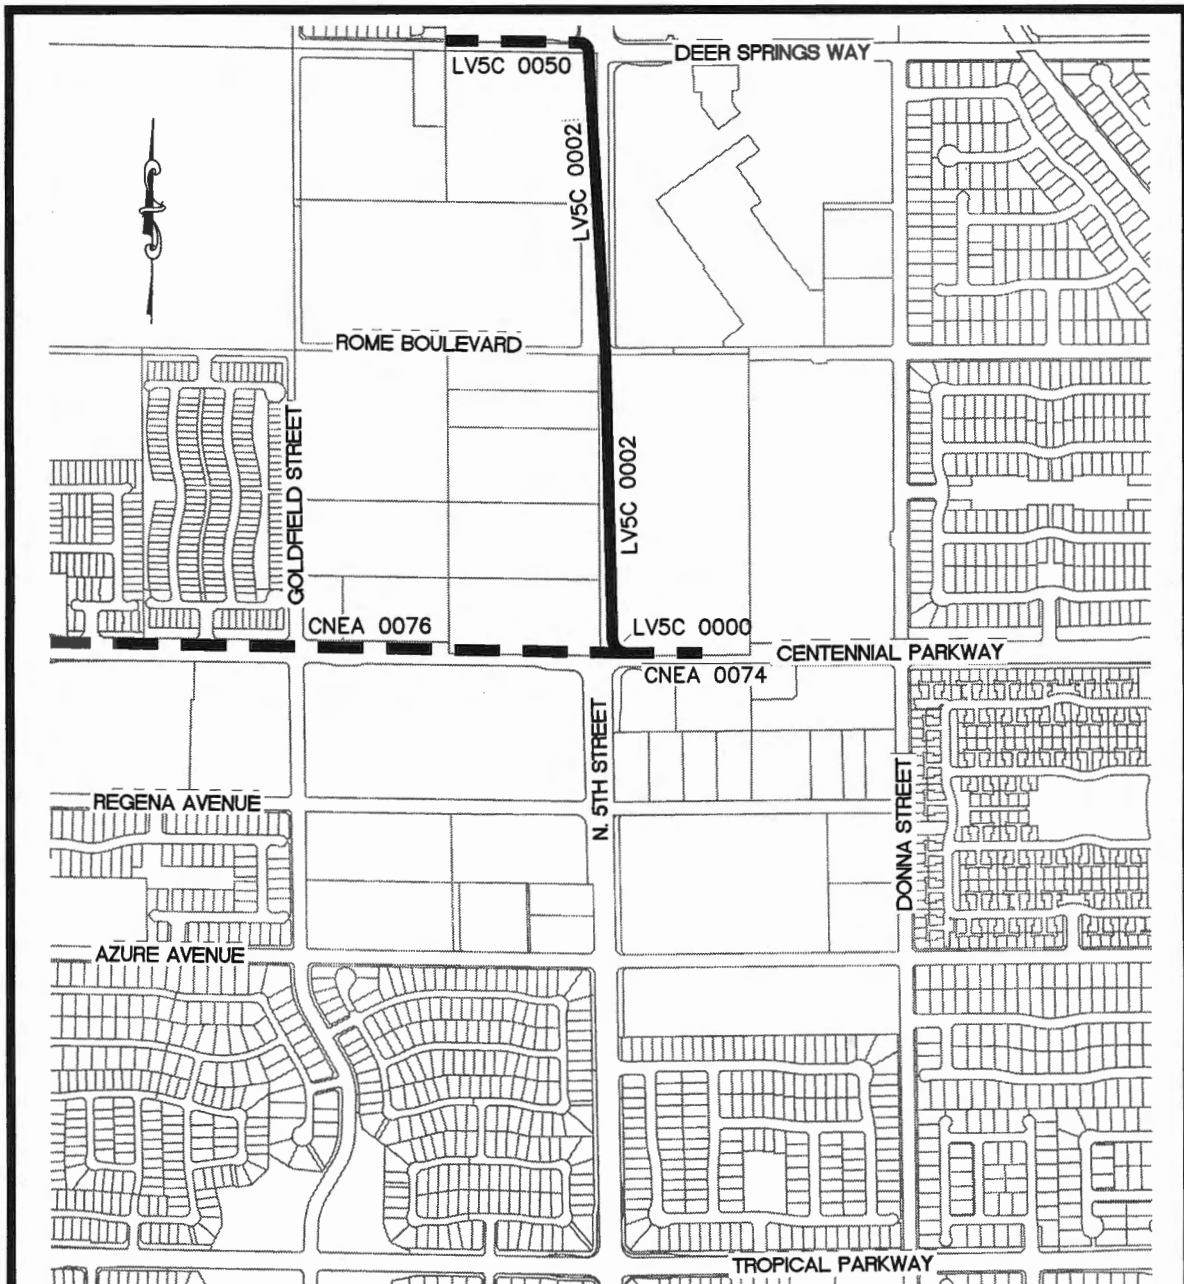 DEER SPRINGS WAY
LV5C 0050
LV5C 0002
ROME BOULEVARD
GOLDFIELD STREET
LV5C 0002
CNEA 0076
LV5C 0000
CENTENNIAL PARKWAY
CNEA 0074
N. 5TH STREET
DONNA STREET
REGENA AVENUE
AZURE AVENUE
TROPICAL PARKWAY